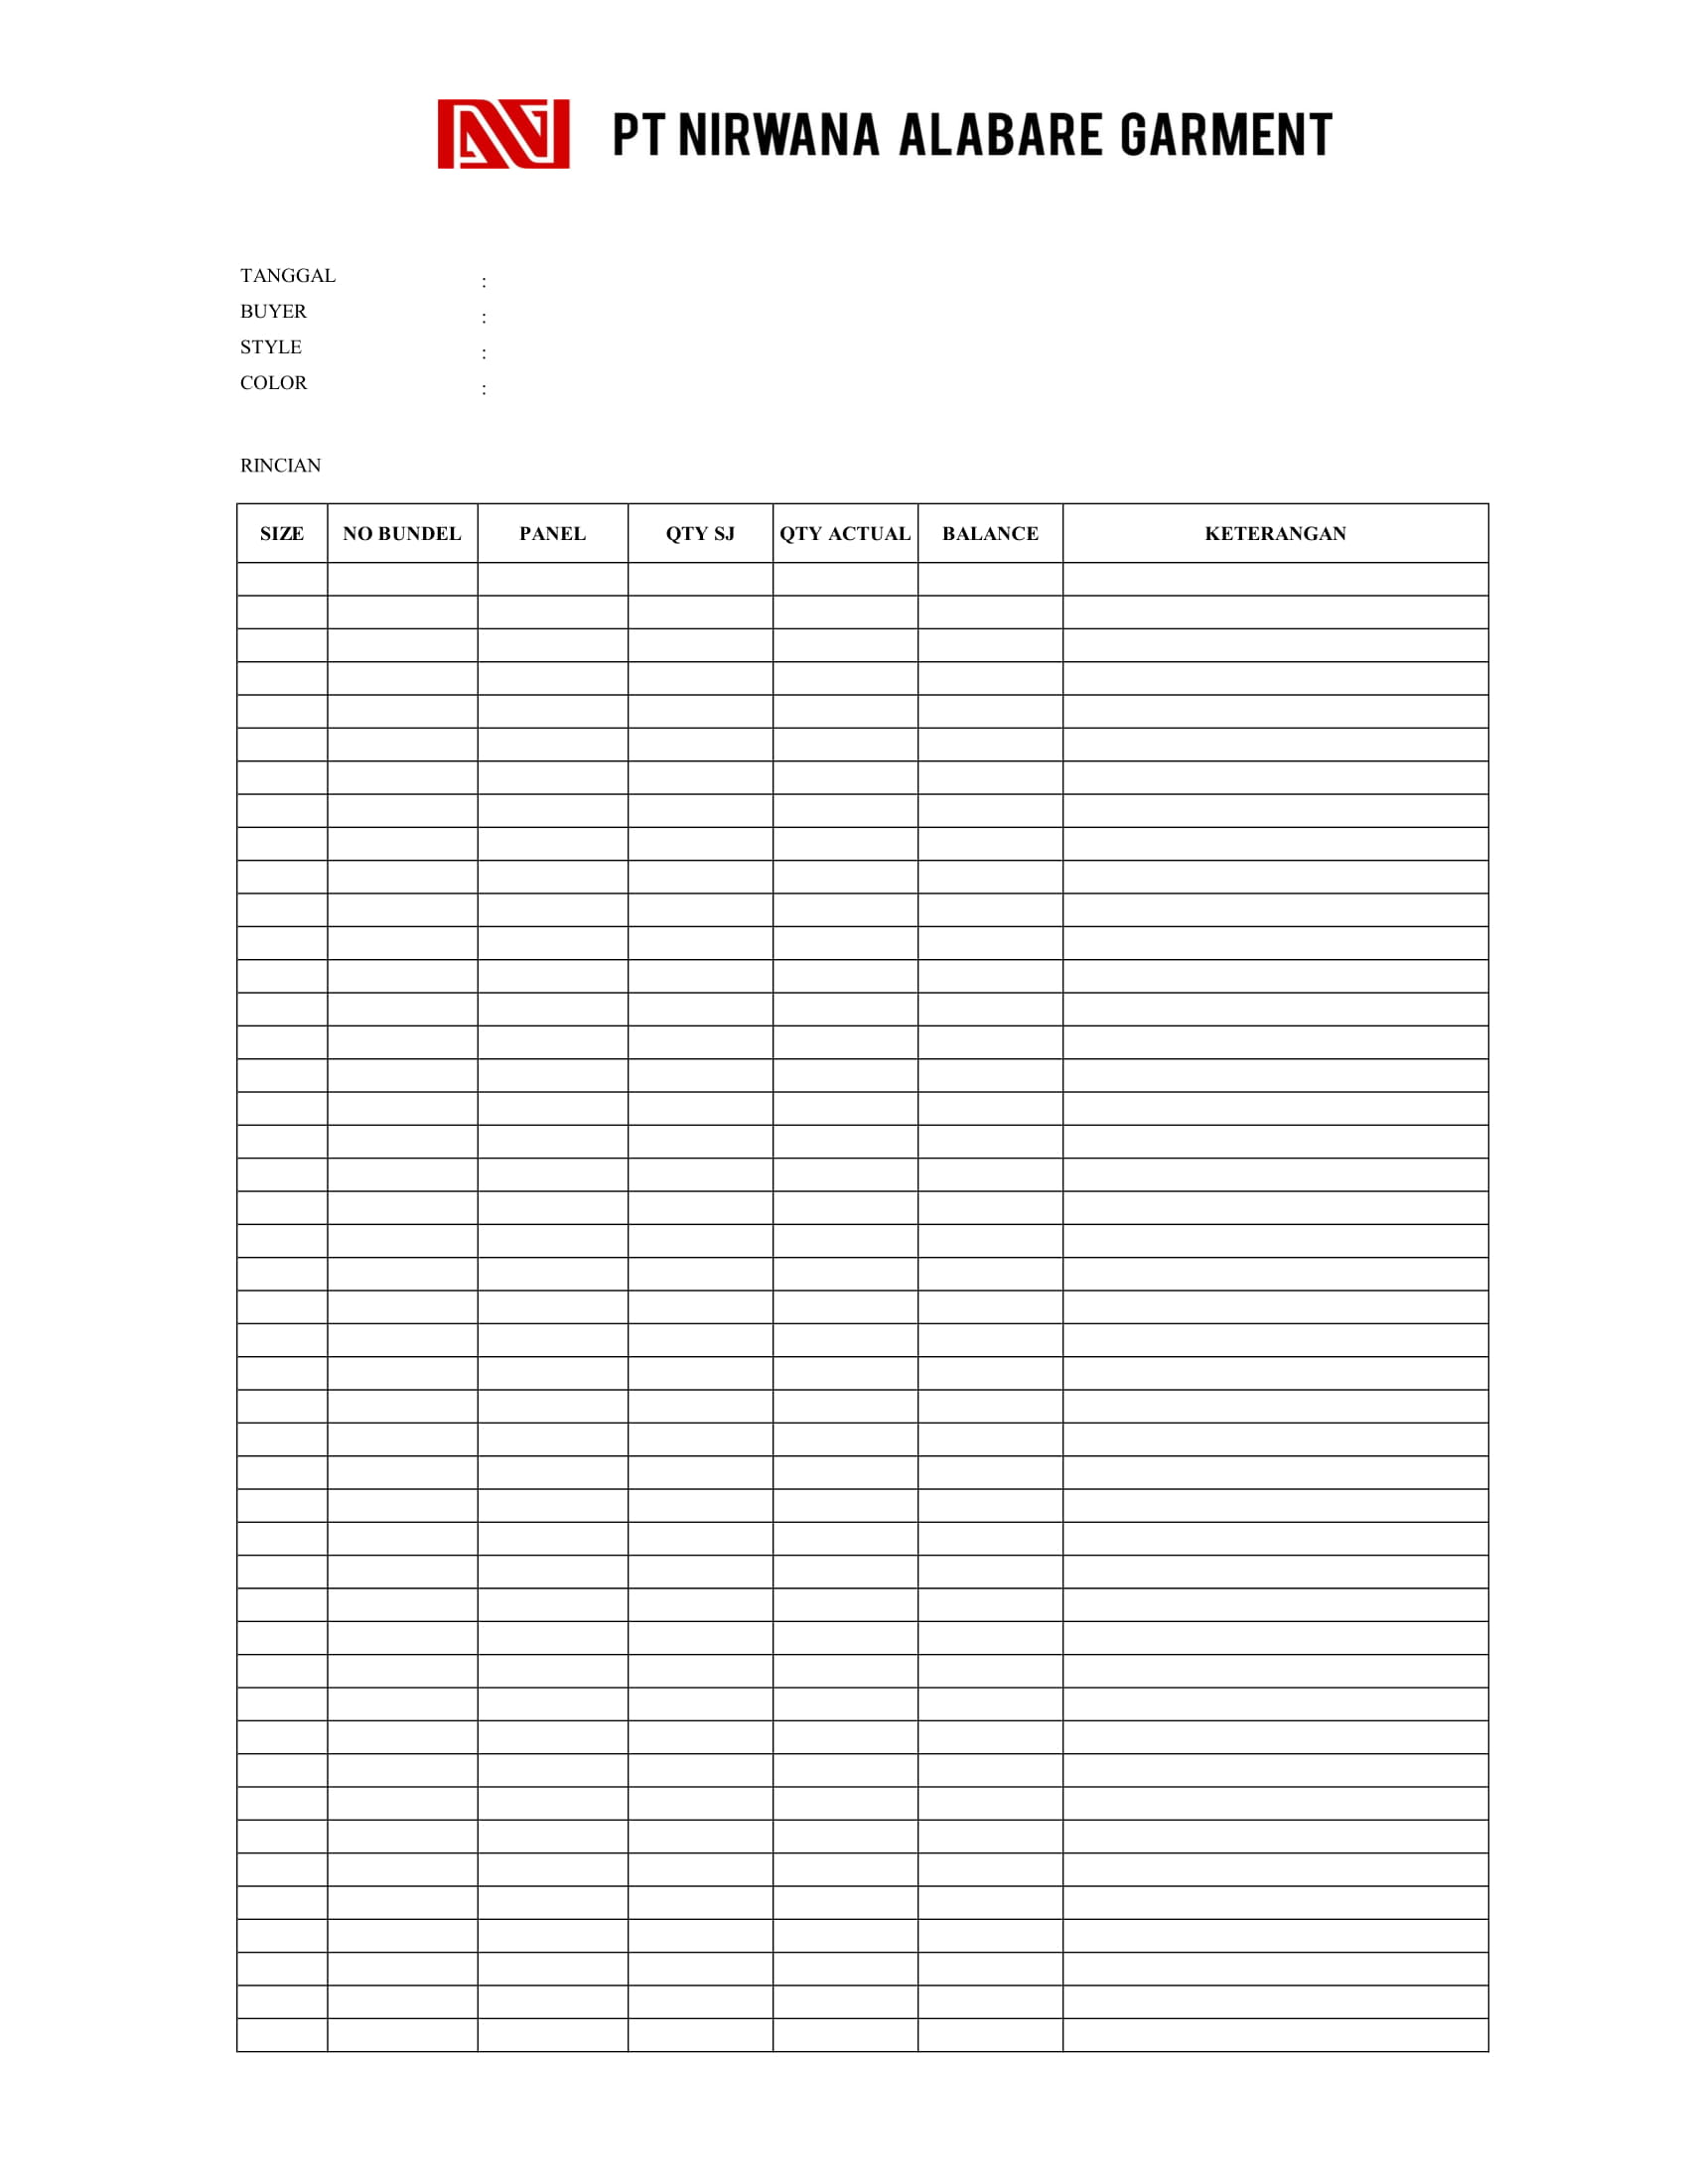 PT NIRWANA ALABARE GARMENT
TANGGAL :
BUYER :
STYLE :
COLOR :
RINCIAN
SIZE NO BUNDEL PANEL QTY SJ QTY ACTUAL BALANCE KETERANGAN